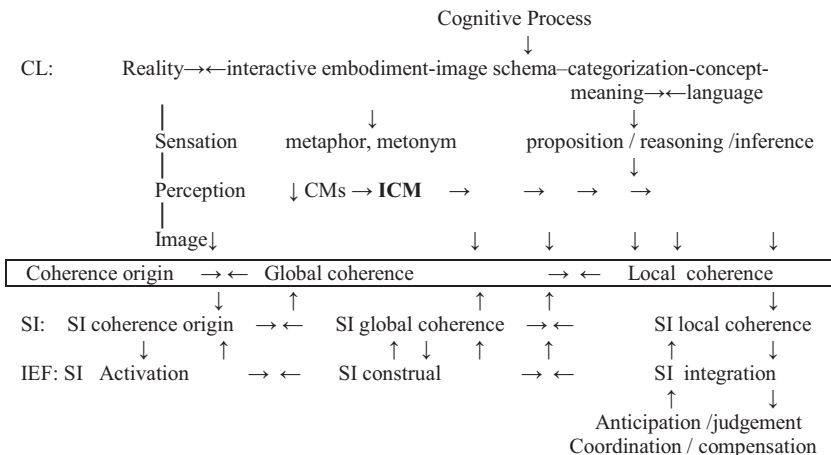 Cognitive Process
↓
CL: Reality→←interactive embodiment-image schema–categorization-concept-
meaning→←language
↓ ↓
Sensation metaphor, metonym proposition / reasoning /inference
↓
Perception ↓ CMs → ICM → → → →
Image↓ ↓ ↓ ↓ ↓ ↓
Coherence origin → ← Global coherence → ← Local coherence
↓ ↑ ↑ ↑ ↓
SI: SI coherence origin → ← SI global coherence → ← SI local coherence
↓ ↑ ↑ ↓ ↑ ↑ ↑ ↓
IEF: SI Activation → ← SI construal → ← SI integration
↑ ↓
Anticipation /judgement
Coordination / compensation